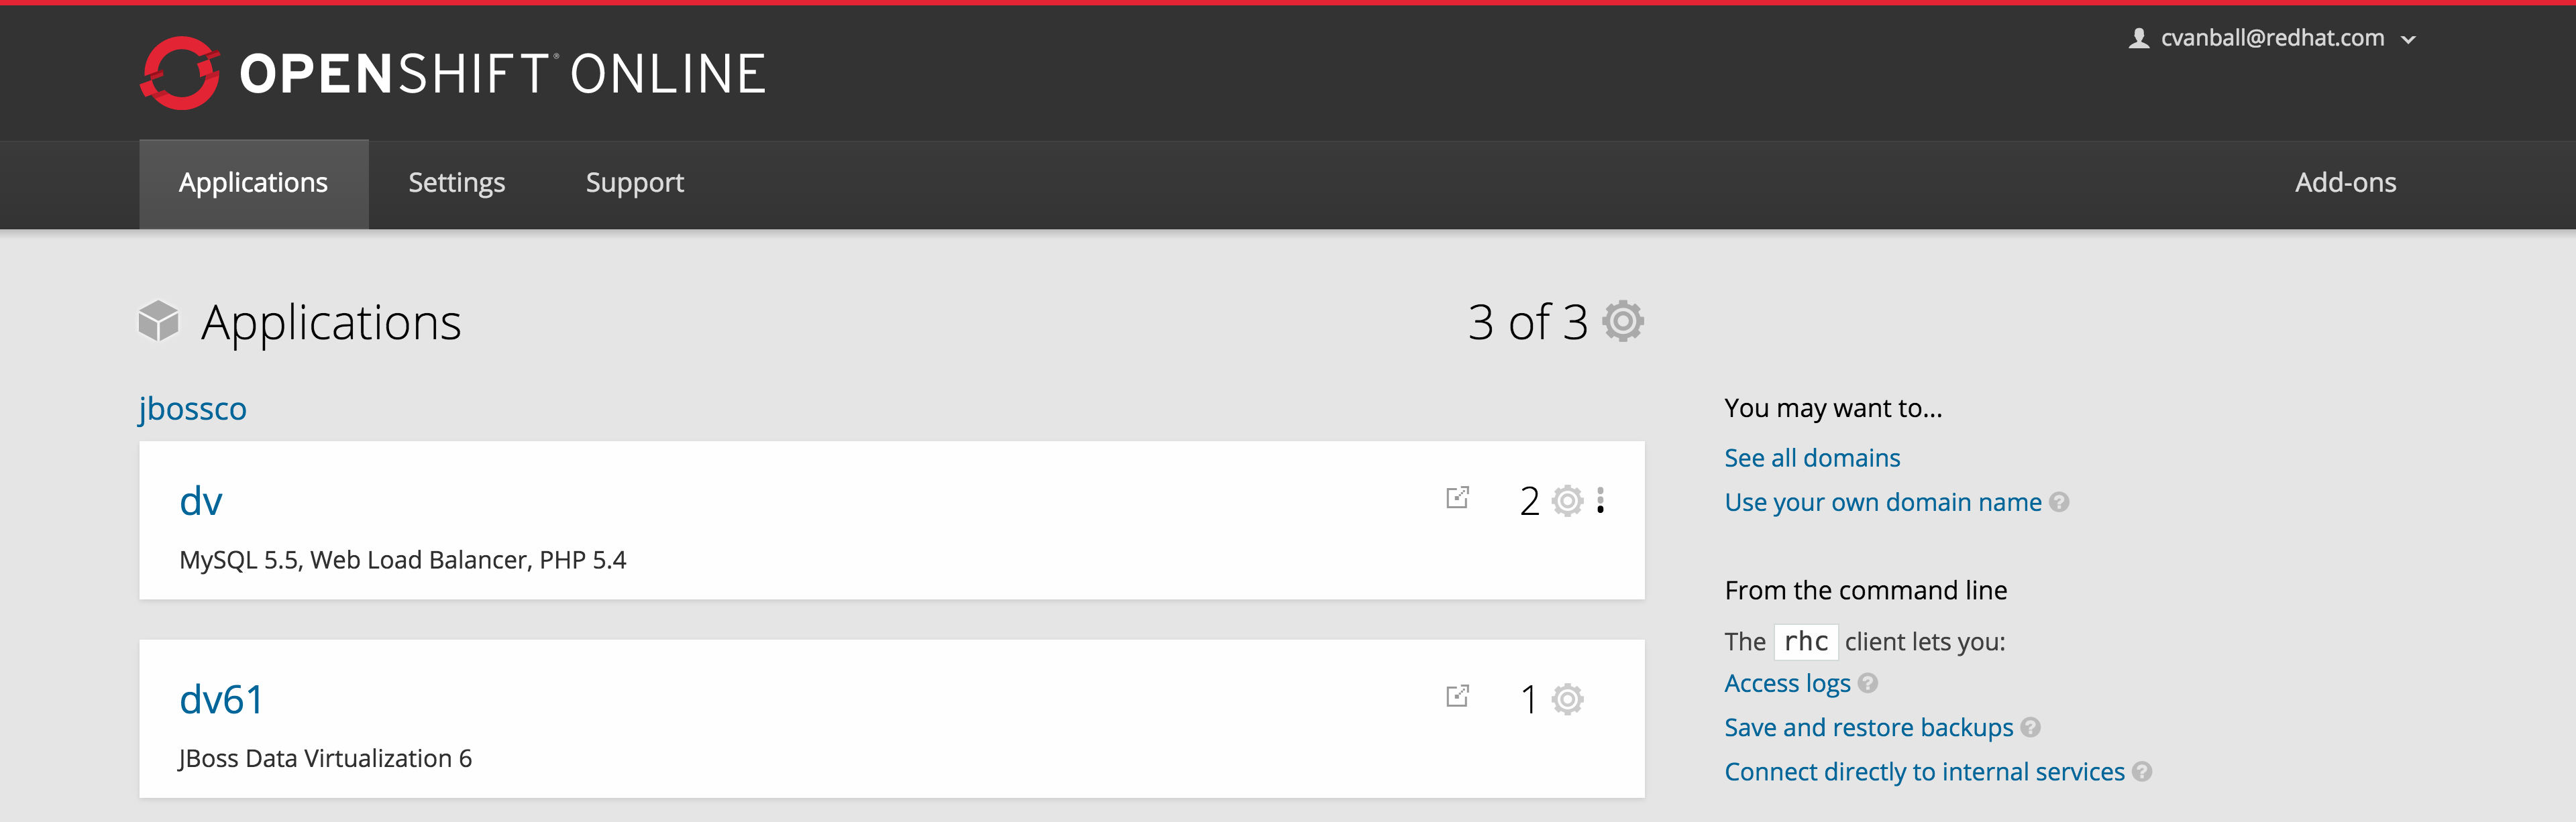 OPENSHIFT® ONLINE
cvanball@redhat.com
Applications
Settings
Support
Add-ons
Applications
3 of 3
jbossco
dv
2
MySQL 5.5, Web Load Balancer, PHP 5.4
dv61
1
JBoss Data Virtualization 6
You may want to...
See all domains
Use your own domain name ?
From the command line
The rhc client lets you:
Access logs ?
Save and restore backups ?
Connect directly to internal services ?